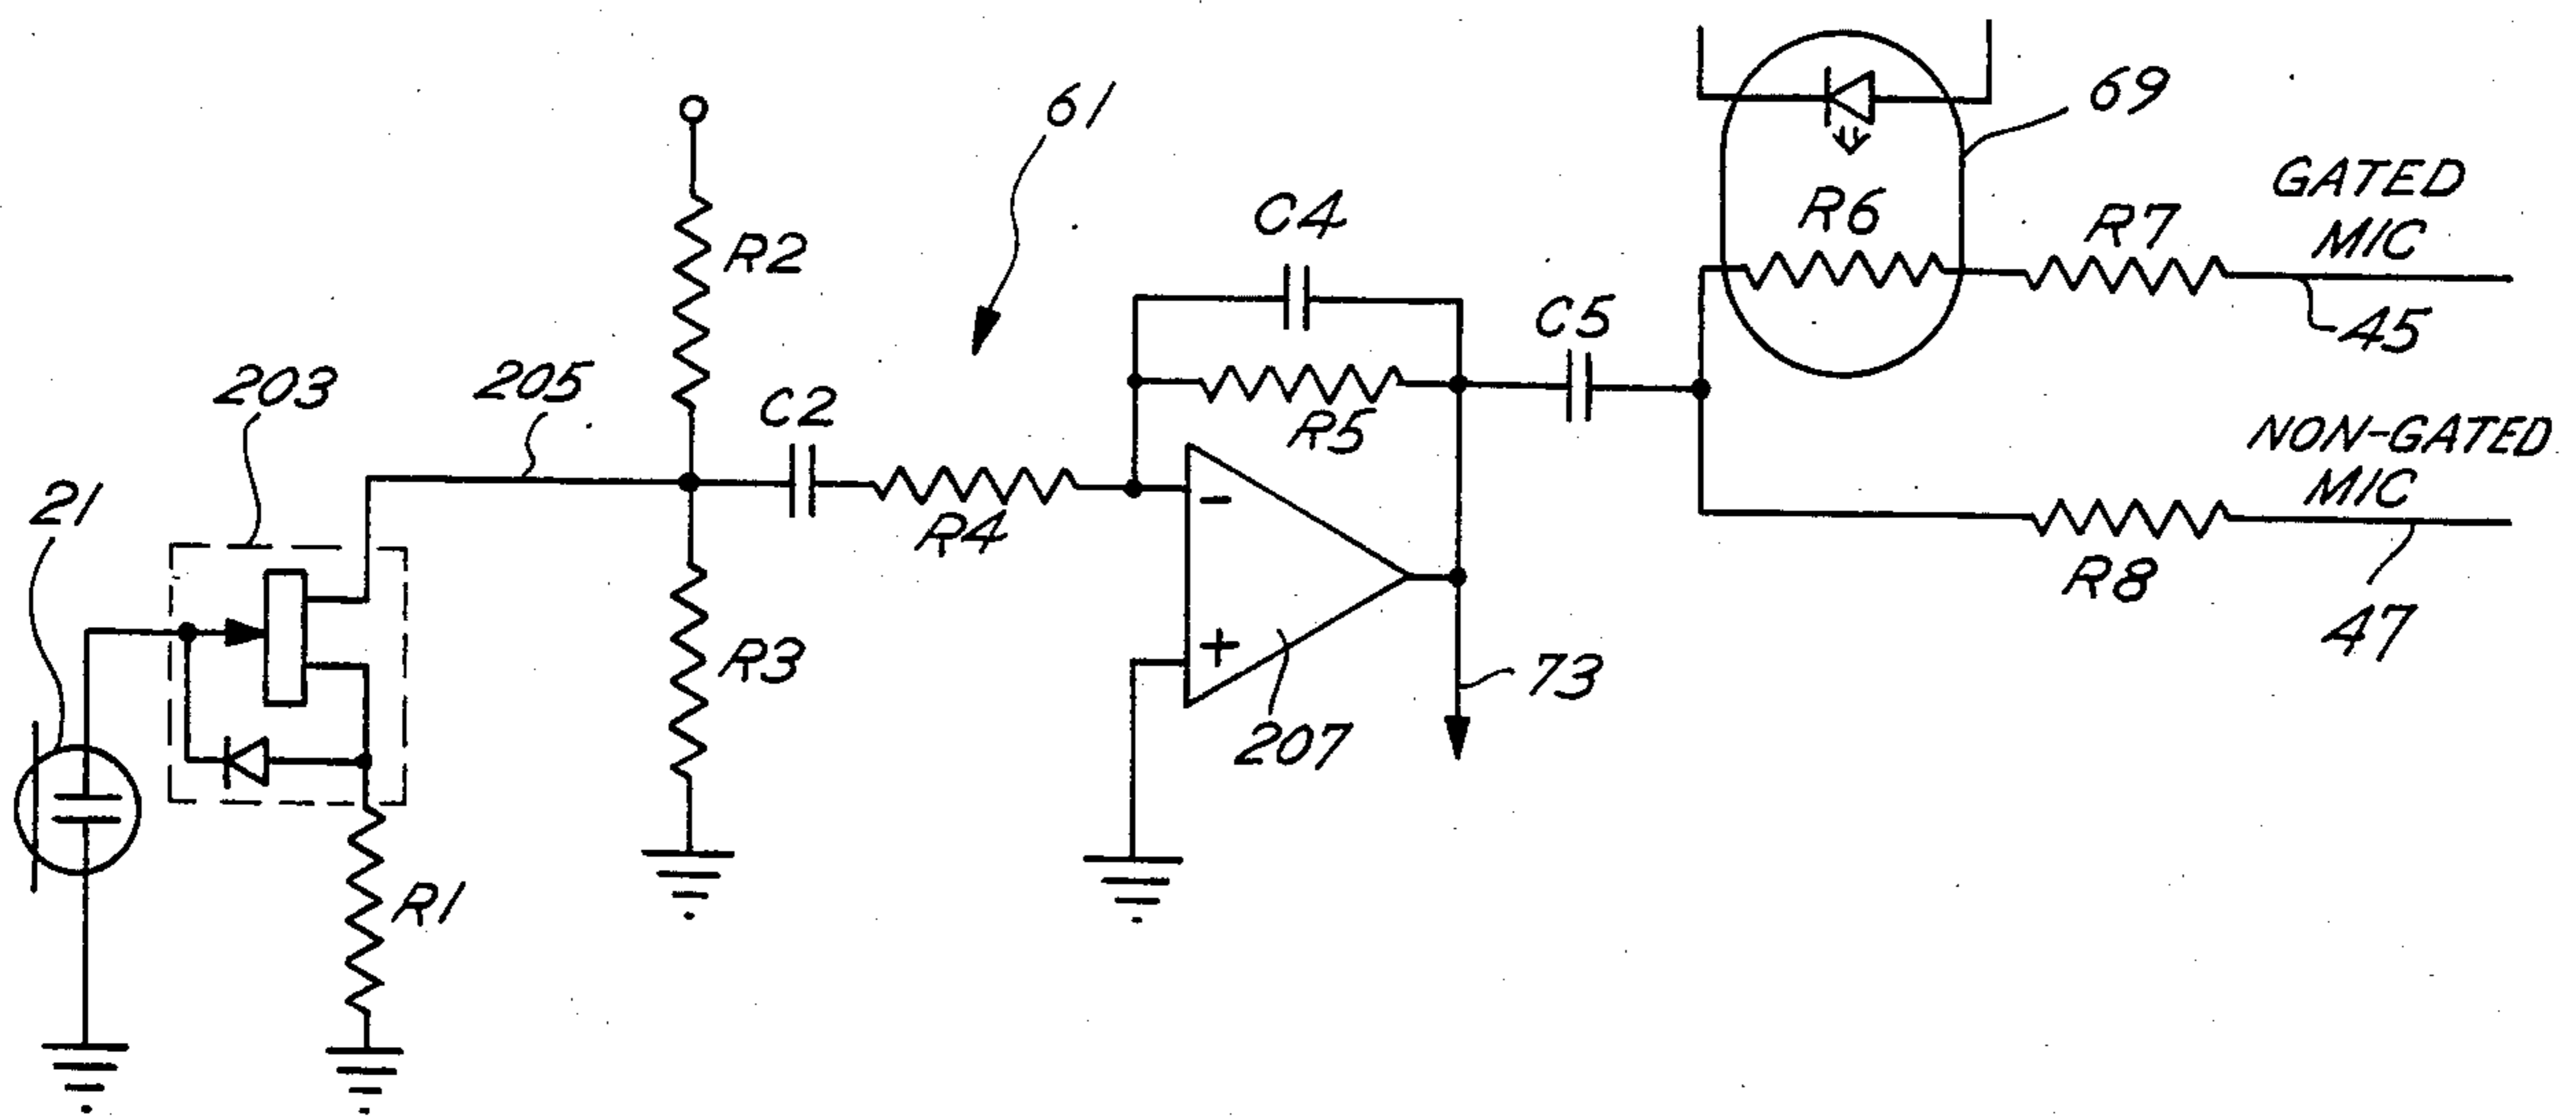 61
69
GATED
MIC
R6
R7
R2
C4
45
C5
203
205
C2
R5
NON-GATED
MIC
21
-
R4
R8
R3
+
47
73
207
R1